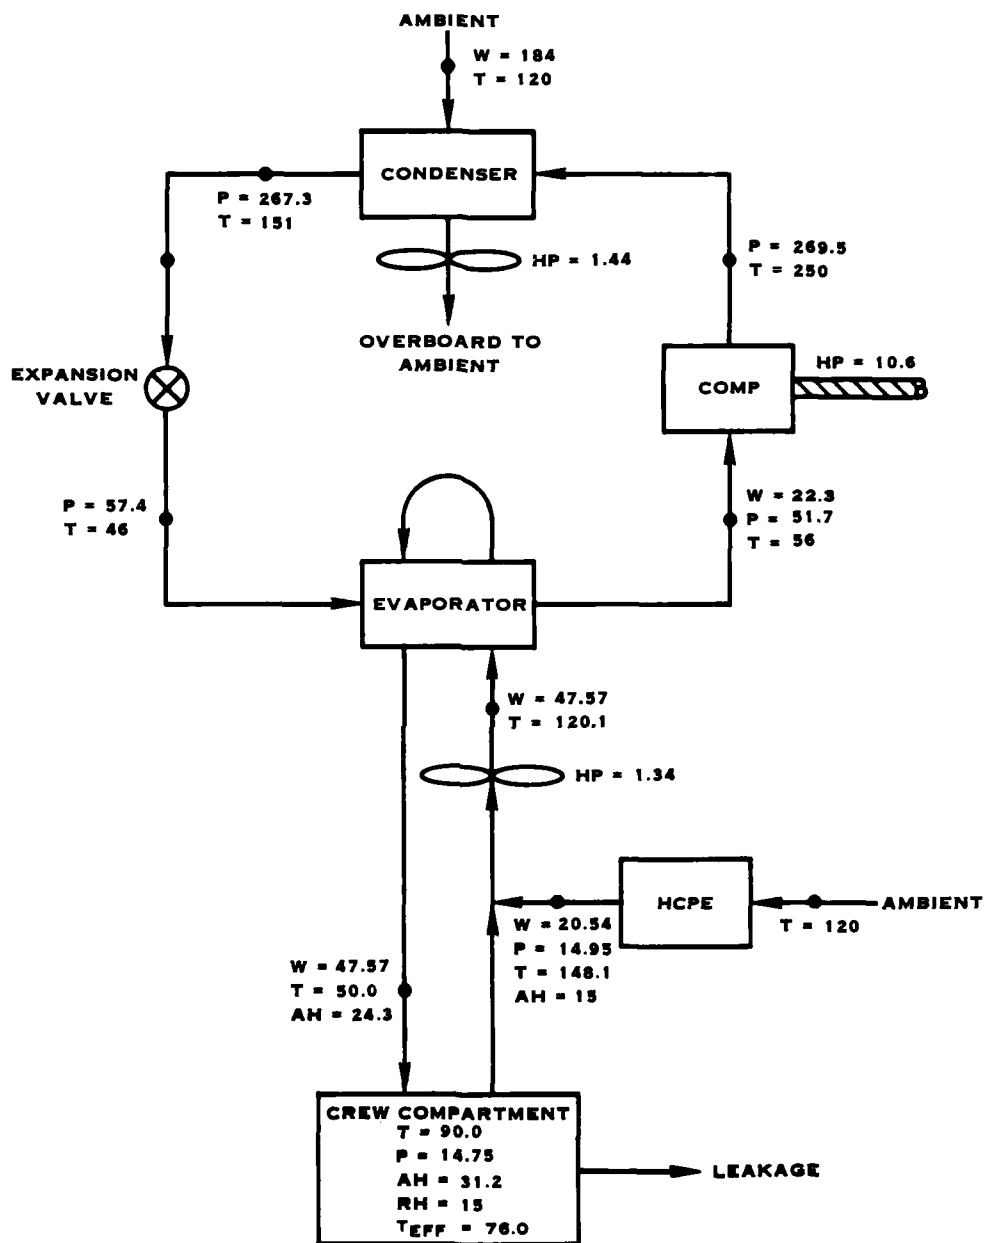 AMBIENT
W = 184
T = 120
CONDENSER
P = 267.3
T = 151
HP = 1.44
P = 269.5
T = 250
OVERBOARD TO
AMBIENT
EXPANSION
VALVE
COMP
HP = 10.6
P = 57.4
T = 46
W = 22.3
P = 51.7
T = 56
EVAPORATOR
W = 47.57
T = 120.1
HP = 1.34
HCPE
AMBIENT
T = 120
W = 20.54
P = 14.95
T = 148.1
AH = 15
W = 47.57
T = 50.0
AH = 24.3
CREW COMPARTMENT
T = 90.0
P = 14.75
AH = 31.2
RH = 15
TEFF = 76.0
LEAKAGE